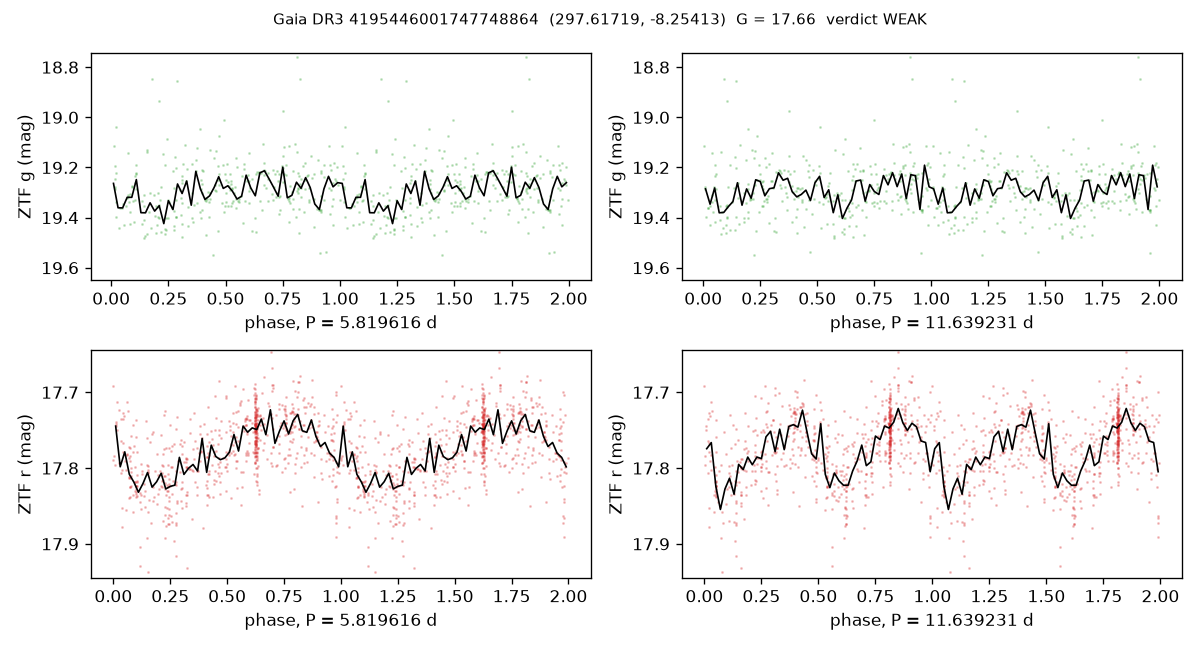 Gaia DR3 4195446001747748864  (297.61719, -8.25413)  G = 17.66  verdict WEAK
ZTF g (mag)
18.8
19.0
19.2
19.4
19.6
0.00 0.25 0.50 0.75 1.00 1.25 1.50 1.75 2.00
phase, P = 5.819616 d
ZTF g (mag)
18.8
19.0
19.2
19.4
19.6
0.00 0.25 0.50 0.75 1.00 1.25 1.50 1.75 2.00
phase, P = 11.639231 d
ZTF r (mag)
17.7
17.8
17.9
0.00 0.25 0.50 0.75 1.00 1.25 1.50 1.75 2.00
phase, P = 5.819616 d
ZTF r (mag)
17.7
17.8
17.9
0.00 0.25 0.50 0.75 1.00 1.25 1.50 1.75 2.00
phase, P = 11.639231 d